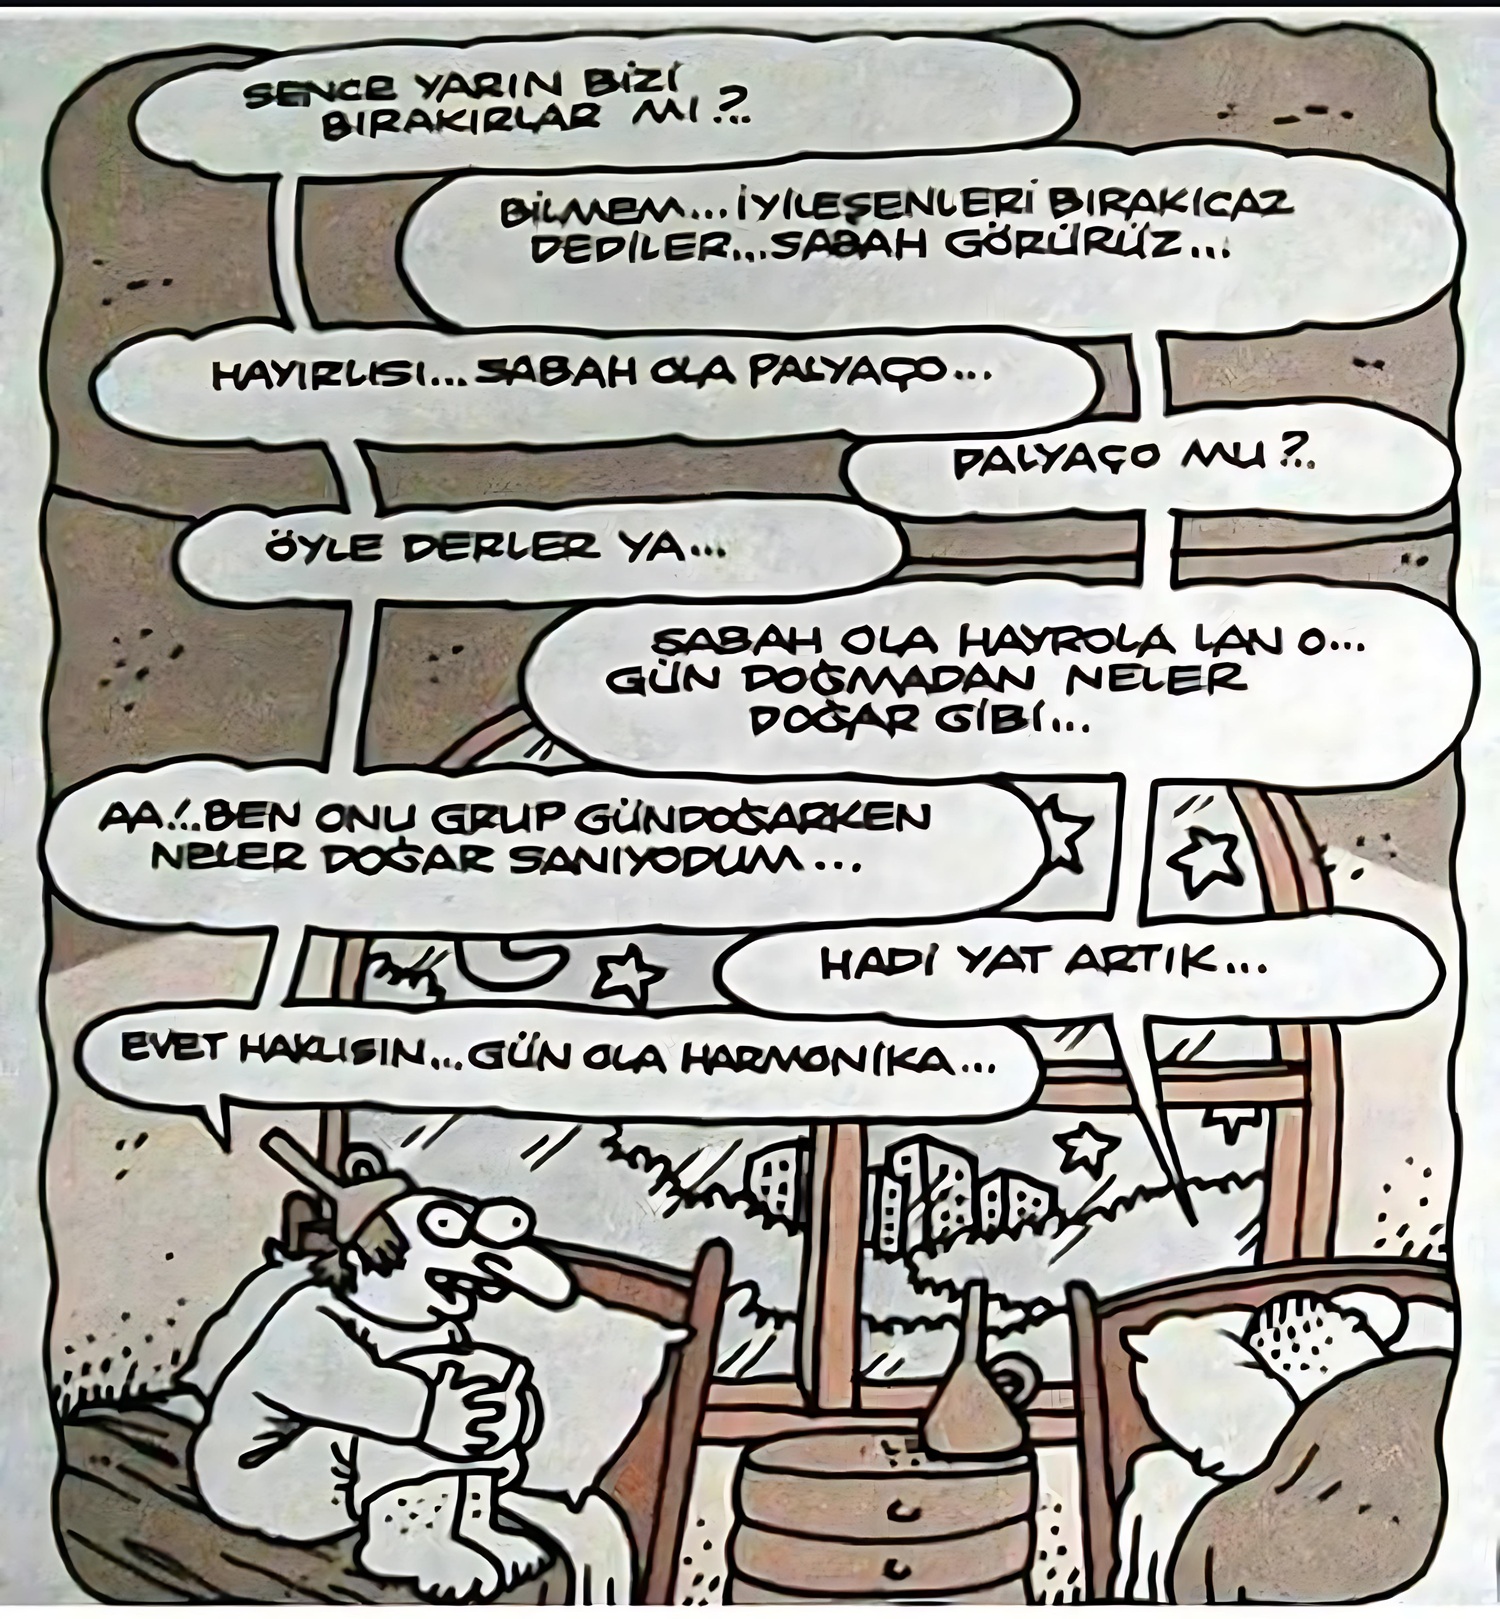 SENCE YARIN BİZİ
BIRAKIRLAR MI?..
BİLMEM...İYİLEŞENLERİ BIRAKICAZ
DEDİLER...SABAH GÖRÜRÜZ...
HAYIRLISI...SABAH OLA PALYAÇO...
PALYAÇO MU?..
ÖYLE DERLER YA...
SABAH OLA HAYROLA LAN O...
GÜN DOĞMADAN NELER
DOĞAR GİBİ...
AA!..BEN ONU GRUP GÜNDOĞARKEN
NELER DOĞAR SANIYODUM...
HADİ YAT ARTIK...
EVET HAKLISIN...GÜN OLA HARMONİKA...